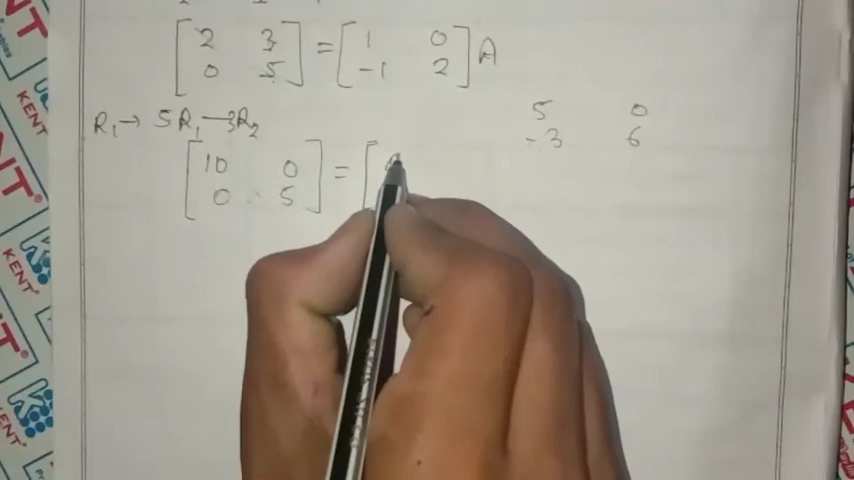 [2 3 = [1 0 A
0 5] -1 2]
R₁ → 5R₁ → 3R₂
5 0
-3 6
[10 0 = [
0 5]
KENT
KENT
KENT
KENT